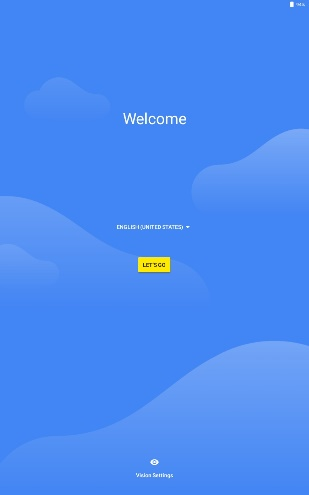 Welcome
ENGLISH (UNITED STATES)
LET'S GO
Vision Settings